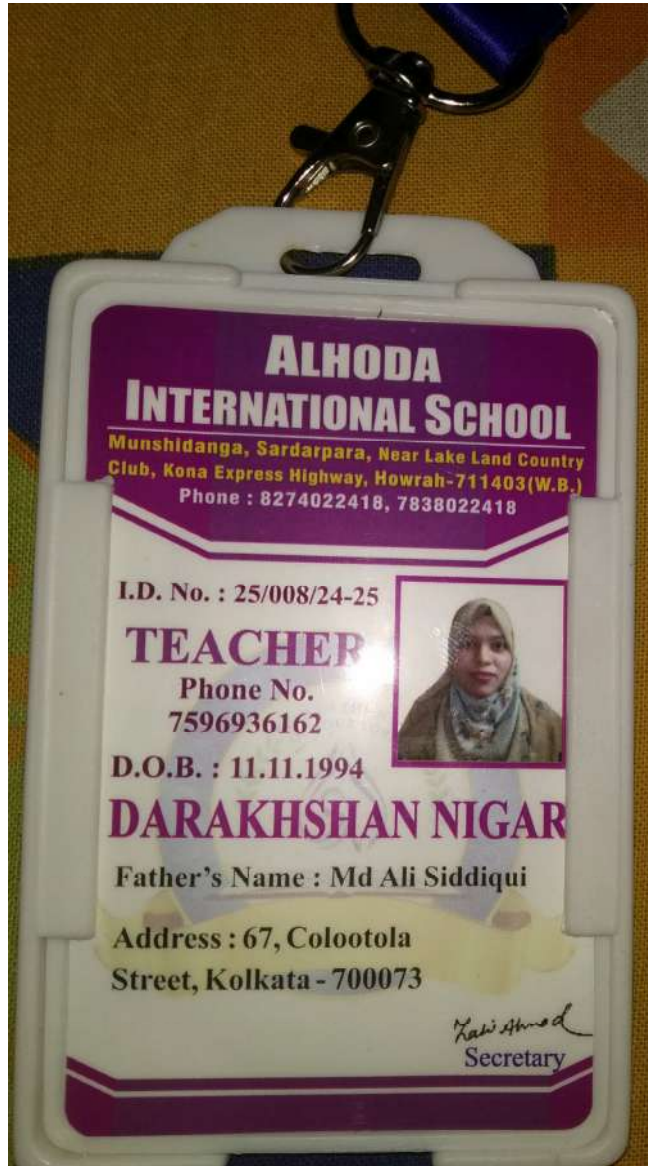 ALHODA
INTERNATIONAL SCHOOL
Munshidanga, Sardarpara, Near Lake Land Country
Club, Kona Express Highway, Howrah-711403(W.B.)
Phone : 8274022418, 7838022418
I.D. No. : 25/008/24-25
TEACHER
Phone No.
7596936162
D.O.B. : 11.11.1994
DARAKHSHAN NIGAR
Father's Name : Md Ali Siddiqui
Address : 67, Colootola
Street, Kolkata - 700073
Secretary